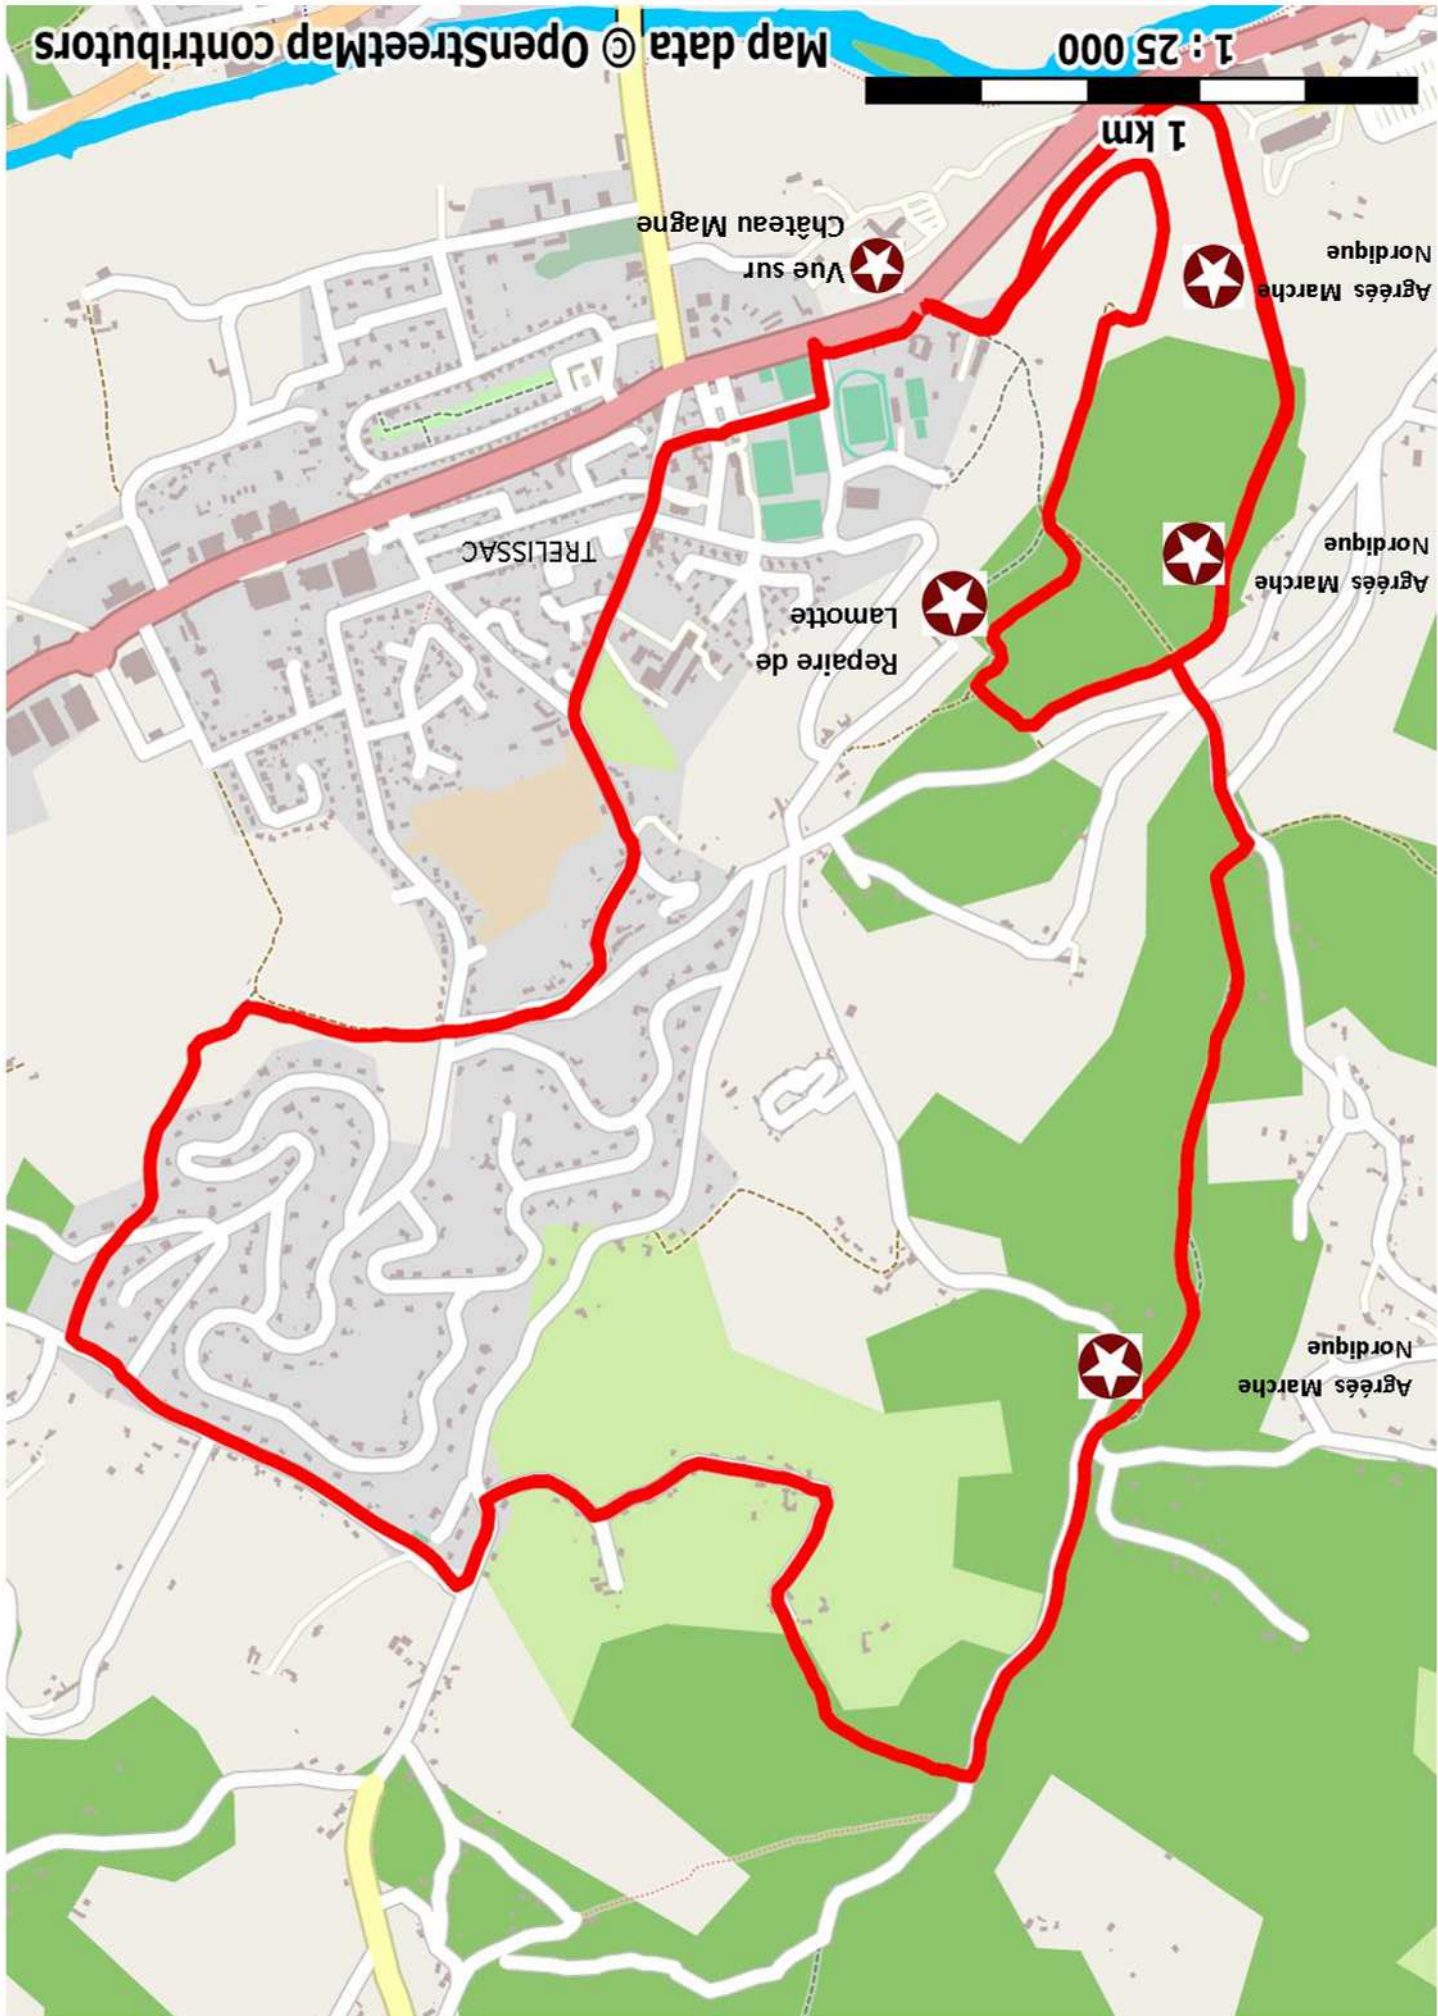 Agréés Marche
Nordique
TRELISSAC
Repaire de
Lamotte
Agréés Marche
Nordique
Vue sur
Château Magne
Agréés Marche
Nordique
1 km
1 : 25 000
Map data © OpenStreetMap contributors